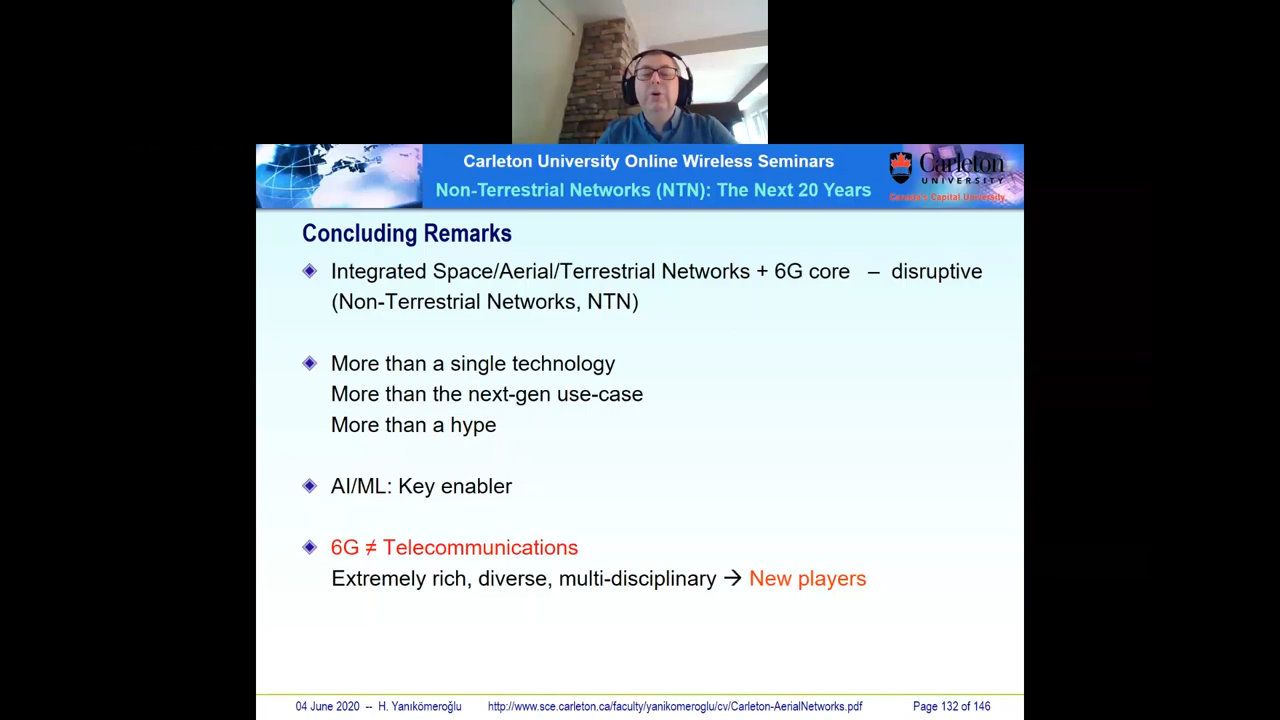 Carleton University Online Wireless Seminars
Non-Terrestrial Networks (NTN): The Next 20 Years
Carleton
UNIVERSITY
Canada's Capital University
Concluding Remarks
Integrated Space/Aerial/Terrestrial Networks + 6G core – disruptive
(Non-Terrestrial Networks, NTN)
More than a single technology
More than the next-gen use-case
More than a hype
AI/ML: Key enabler
6G ≠ Telecommunications
Extremely rich, diverse, multi-disciplinary → New players
04 June 2020 -- H. Yanıkömeroğlu http://www.sce.carleton.ca/faculty/yanikomeroglu/cv/Carleton-AerialNetworks.pdf Page 132 of 146